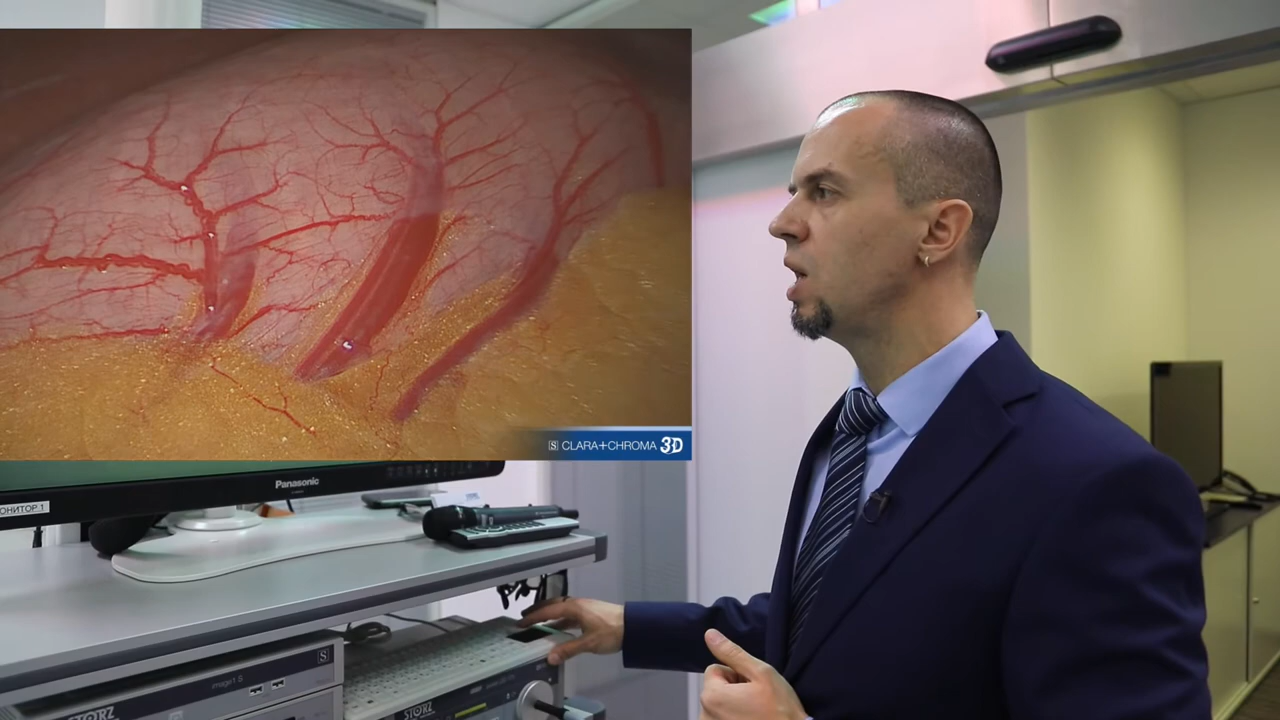 [S] CLARA+CHROMA 3D
Panasonic
ОНИТОР.1
S
image1 S
STORZ
STORZ